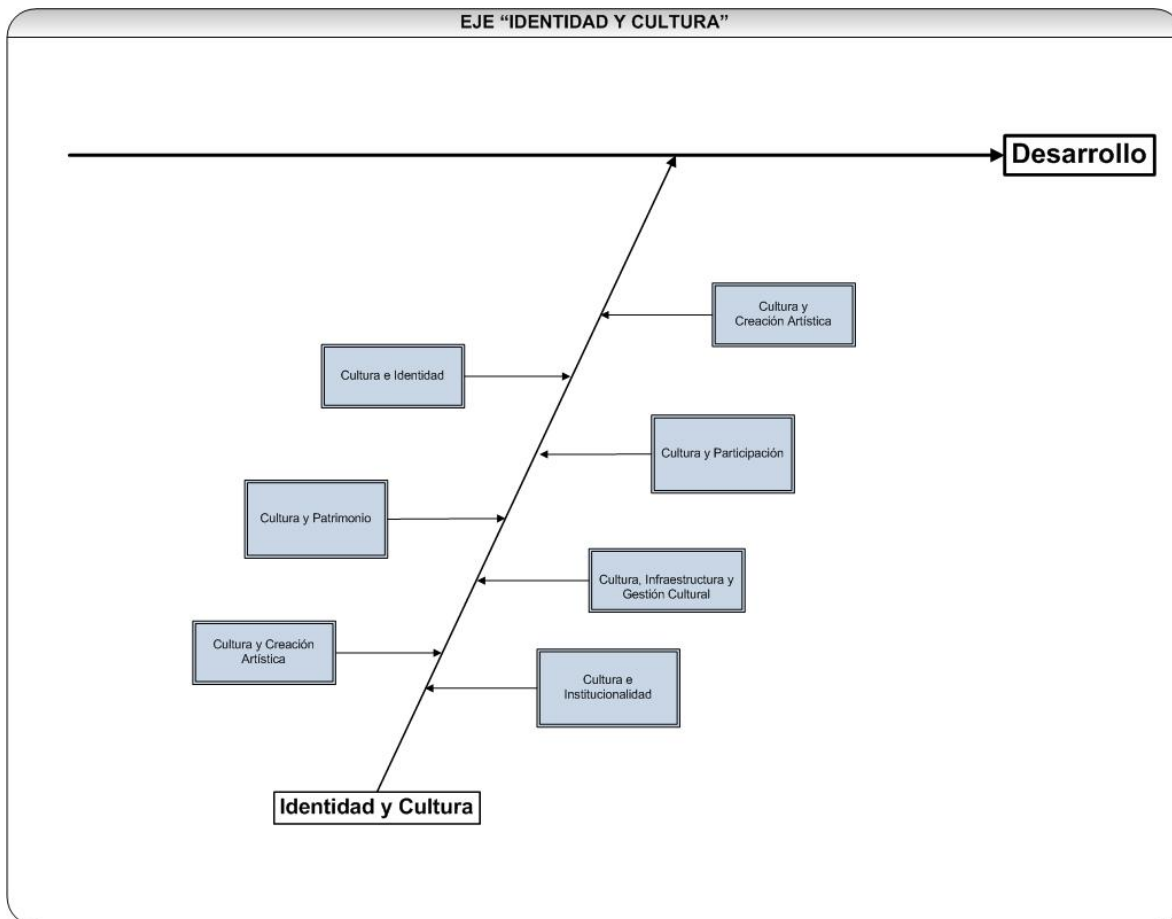 EJE “IDENTIDAD Y CULTURA”
Desarrollo
Cultura y
Creación Artística
Cultura e Identidad
Cultura y Participación
Cultura y Patrimonio
Cultura, Infraestructura y
Gestión Cultural
Cultura y Creación
Artística
Cultura e
Institucionalidad
Identidad y Cultura